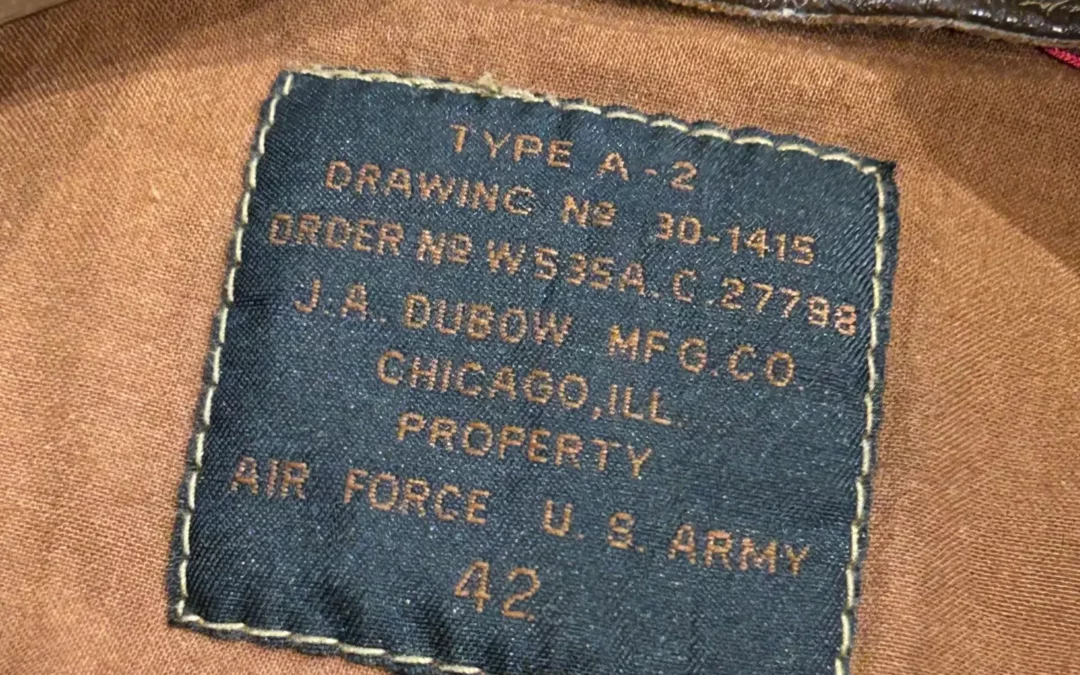 TYPE A-2
DRAWING Nº 30-1415
ORDER Nº W535A.C.27798
J.A. DUBOW MFG.CO.
CHICAGO,ILL.
PROPERTY
AIR FORCE U.S. ARMY
42